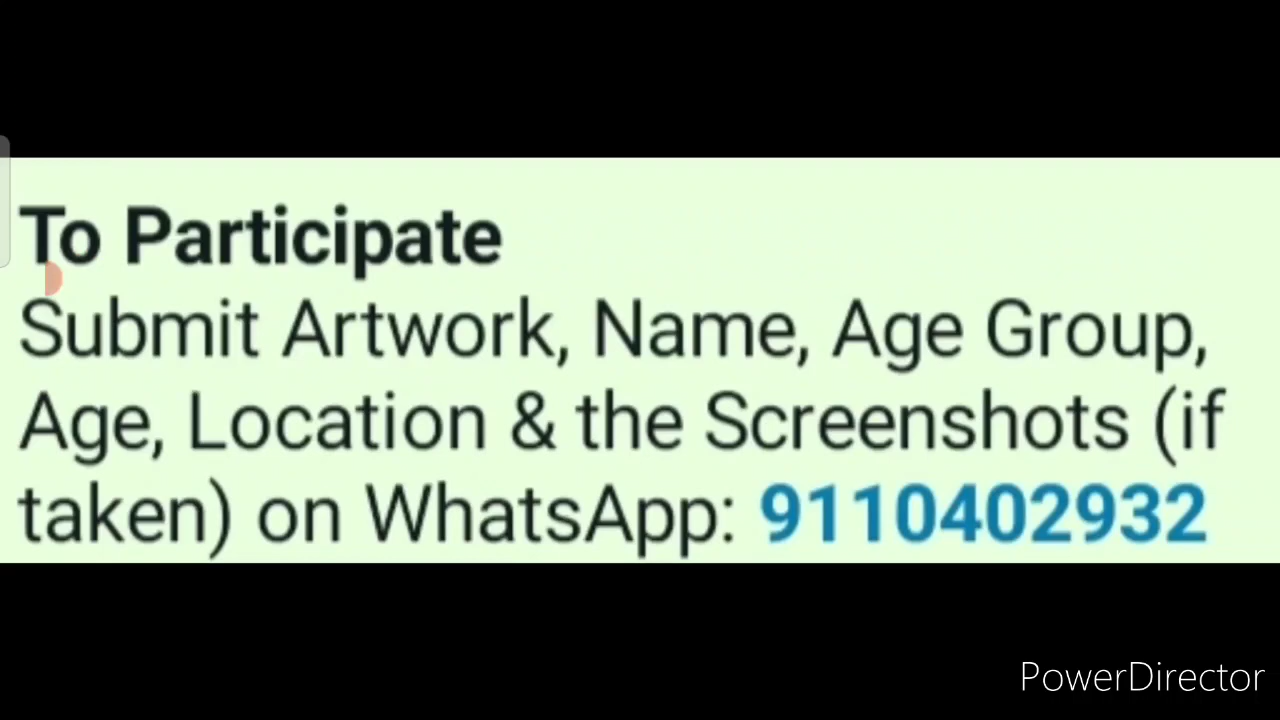 To Participate
Submit Artwork, Name, Age Group,
Age, Location & the Screenshots (if
taken) on WhatsApp: 9110402932
PowerDirector